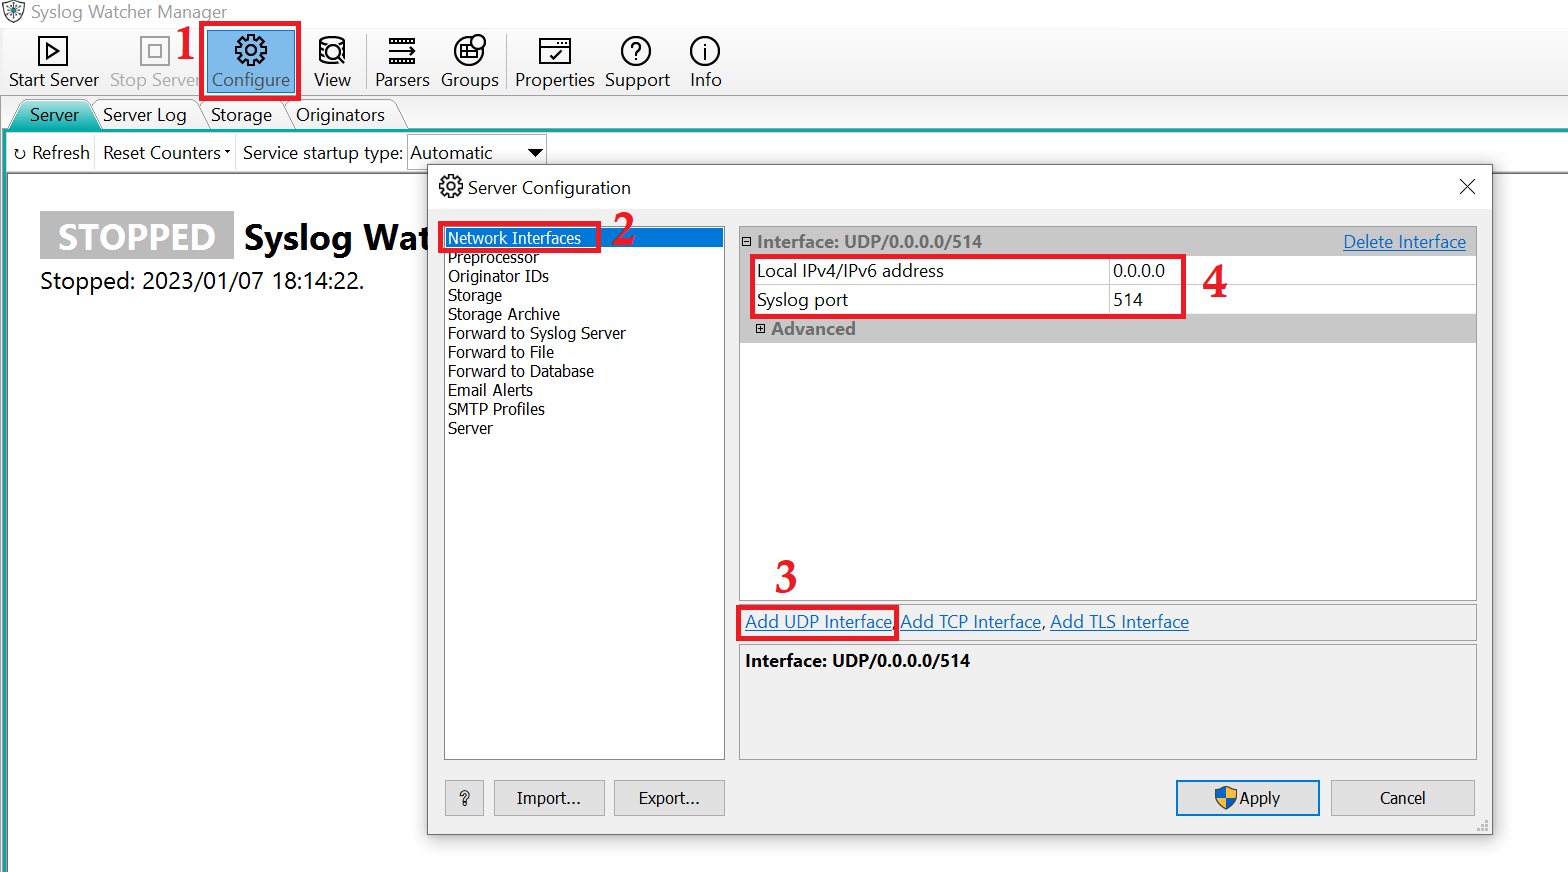 Syslog Watcher Manager
1
Start Server Stop Server Configure View Parsers Groups Properties Support Info
Server Server Log Storage Originators
↻ Refresh Reset Counters Service startup type: Automatic
Server Configuration
STOPPED Syslog Wat
Stopped: 2023/01/07 18:14:22.
Network Interfaces
2
Preprocessor
Originator IDs
Storage
Storage Archive
Forward to Syslog Server
Forward to File
Forward to Database
Email Alerts
SMTP Profiles
Server
Interface: UDP/0.0.0.0/514 Delete Interface
Local IPv4/IPv6 address 0.0.0.0
Syslog port 514
4
Advanced
3
Add UDP Interface, Add TCP Interface, Add TLS Interface
Interface: UDP/0.0.0.0/514
? Import... Export... Apply Cancel